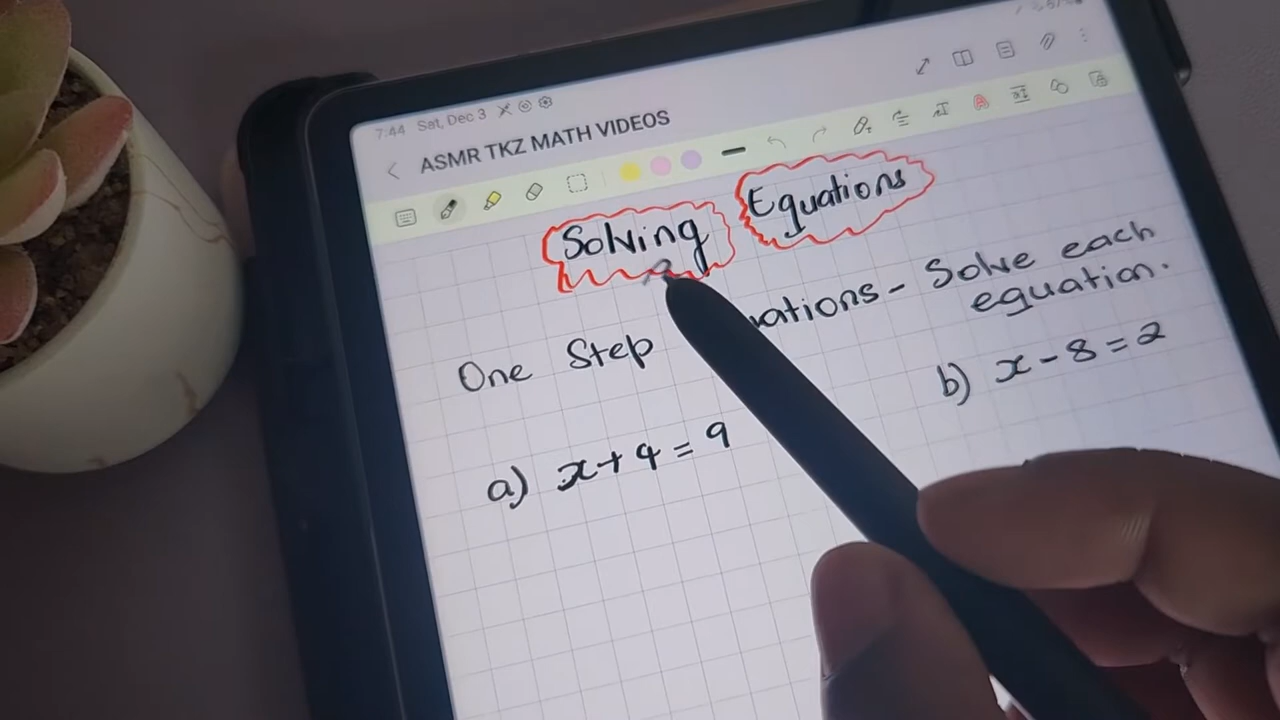 7:44 Sat, Dec 3
ASMR TKZ MATH VIDEOS
Solving Equations
One Step uations - Solve each
equation.
a) x + 4 = 9
b) x - 8 = 2